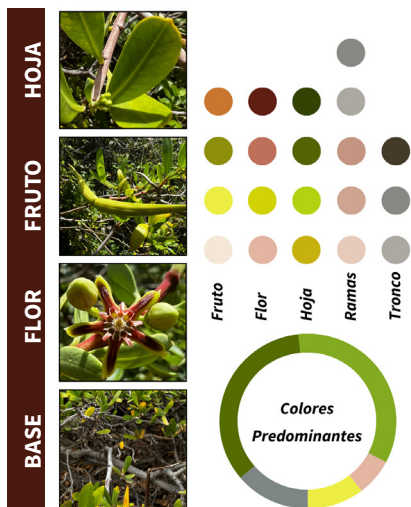 HOJA
FRUTO
FLOR
BASE
Fruto
Flor
Hoja
Ramas
Tronco
Colores
Predominantes